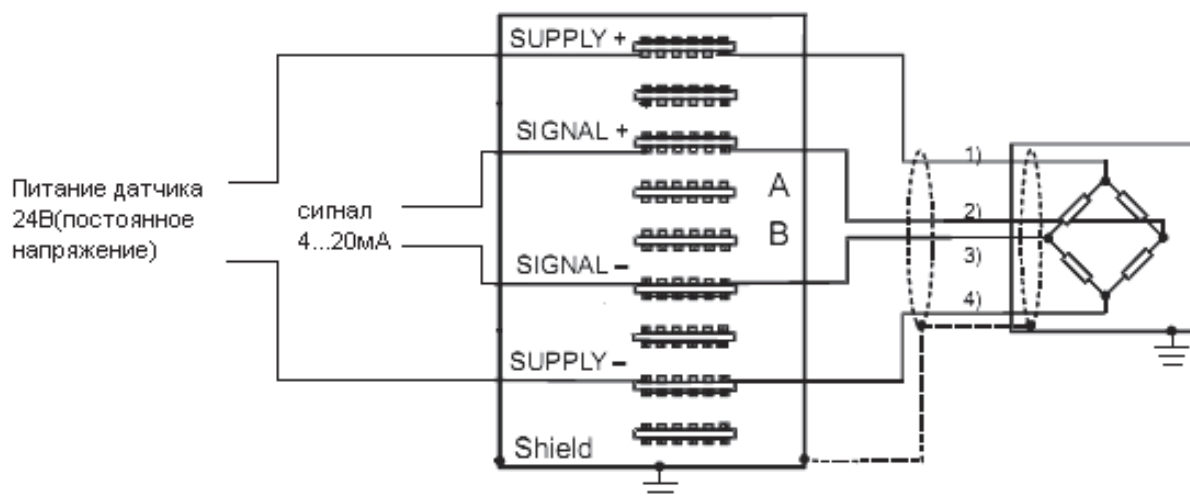 SUPPLY +
SIGNAL +
1)
Питание датчика
24В(постоянное
напряжение)
сигнал
4...20мА
A
B
2)
3)
SIGNAL –
4)
SUPPLY –
Shield